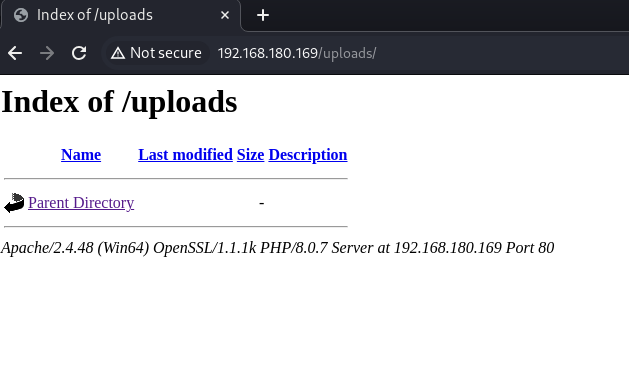 Index of /uploads
Not secure 192.168.180.169/uploads/
Index of /uploads
Name Last modified Size Description
Parent Directory -
Apache/2.4.48 (Win64) OpenSSL/1.1.1k PHP/8.0.7 Server at 192.168.180.169 Port 80